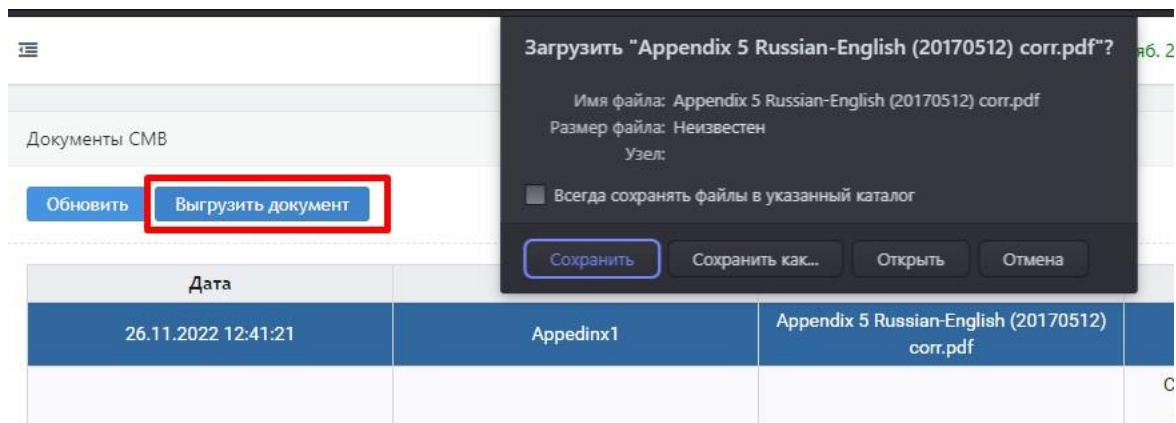 Загрузить "Appendix 5 Russian-English (20170512) corr.pdf"?
Имя файла: Appendix 5 Russian-English (20170512) corr.pdf
Размер файла: Неизвестен
Узел:
Всегда сохранять файлы в указанный каталог
Сохранить Сохранить как... Открыть Отмена
Документы СМВ
Обновить Выгрузить документ
Дата
26.11.2022 12:41:21 Appedinx1 Appendix 5 Russian-English (20170512)
corr.pdf